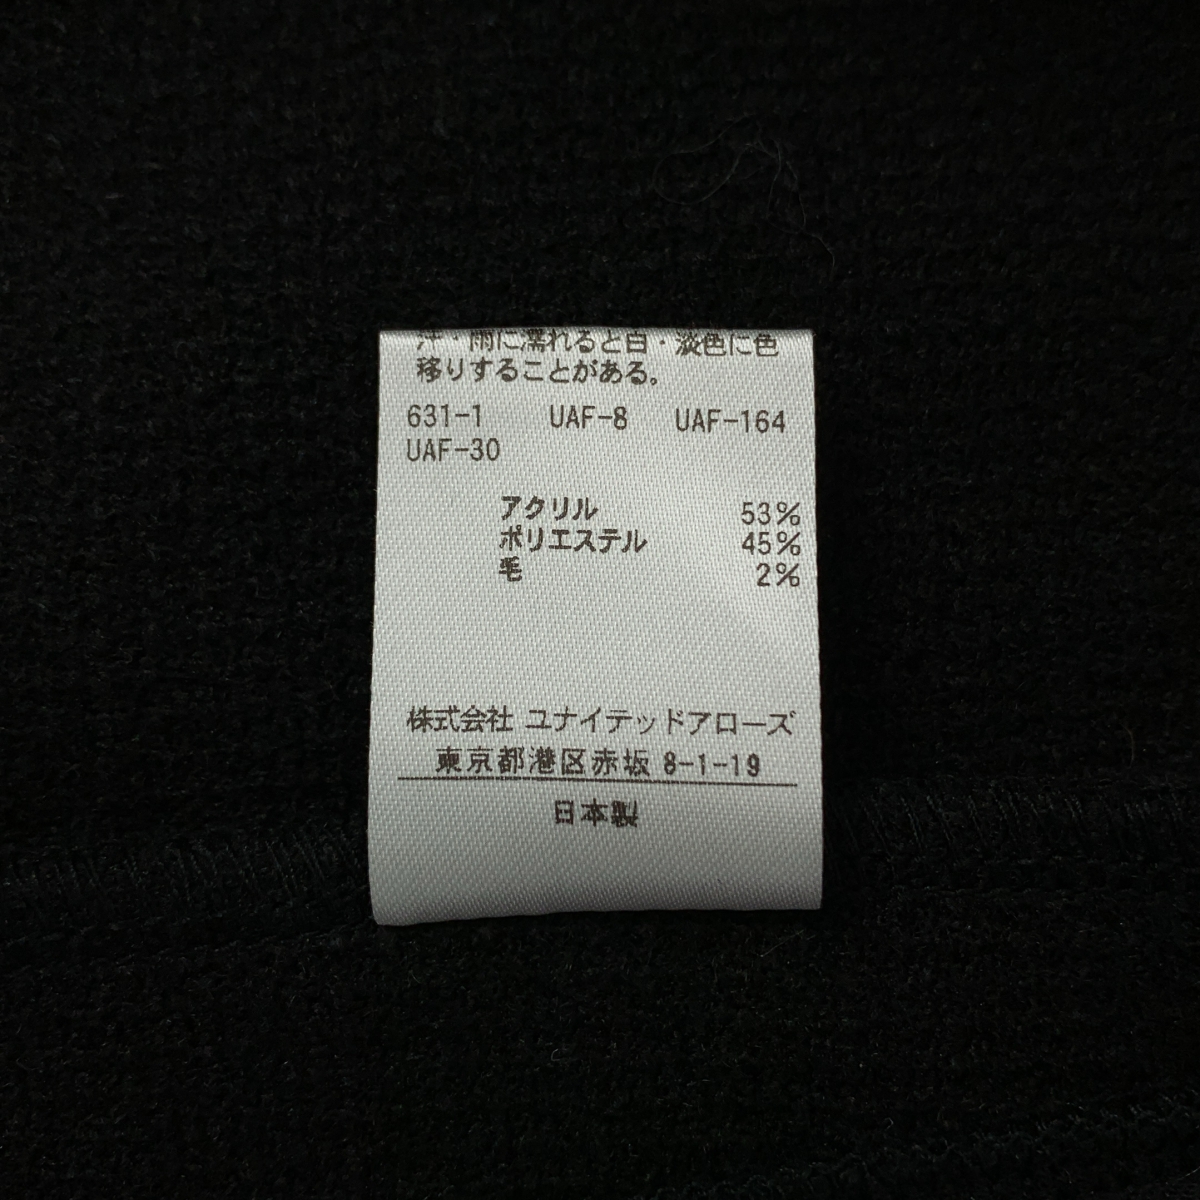 汗・雨に濡れると白・淡色に色
移りすることがある。
631-1 UAF-8 UAF-164
UAF-30
アクリル 53%
ポリエステル 45%
毛 2%
株式会社 ユナイテッドアローズ
東京都港区赤坂 8-1-19
日本製